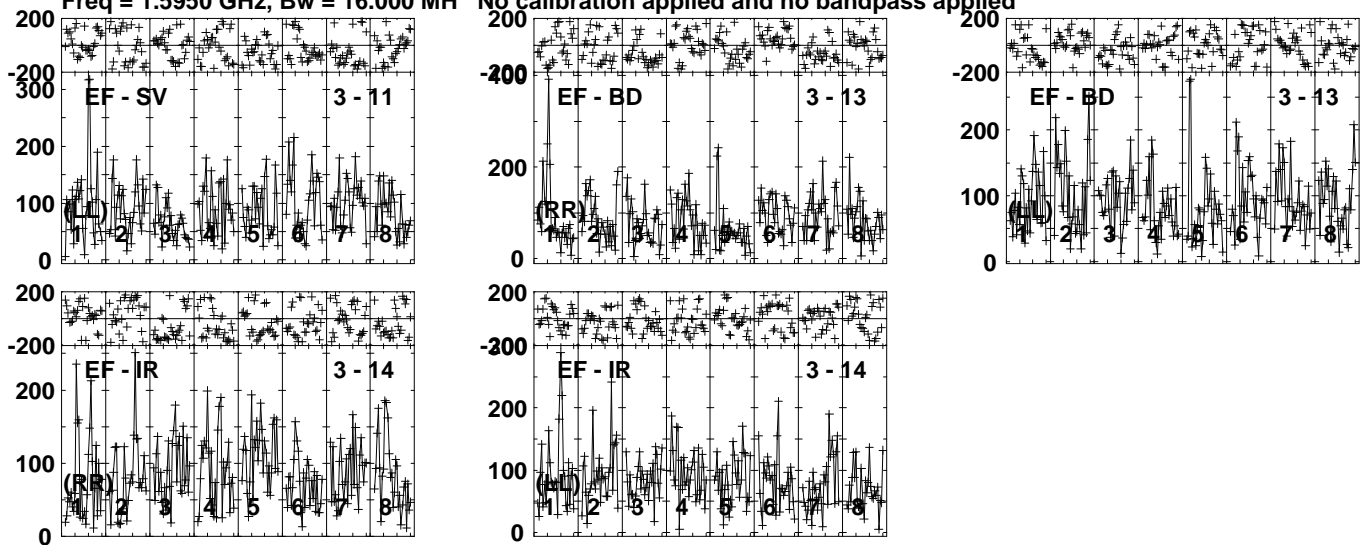 Freq = 1.5950 GHz, Bw = 16.000 MH No calibration applied and no bandpass applied
200
-200
300
200
100
0
EF - SV
3 - 11
(LL)
1 2 3 4 5 6 7 8
200
-200
400
200
0
EF - BD
3 - 13
(RR)
1 2 3 4 5 6 7 8
200
-200
200
100
0
EF - BD
3 - 13
(LL)
1 2 3 4 5 6 7 8
200
-200
200
100
0
EF - IR
3 - 14
(RR)
1 2 3 4 5 6 7 8
200
-200
300
200
100
0
EF - IR
3 - 14
(LL)
1 2 3 4 5 6 7 8